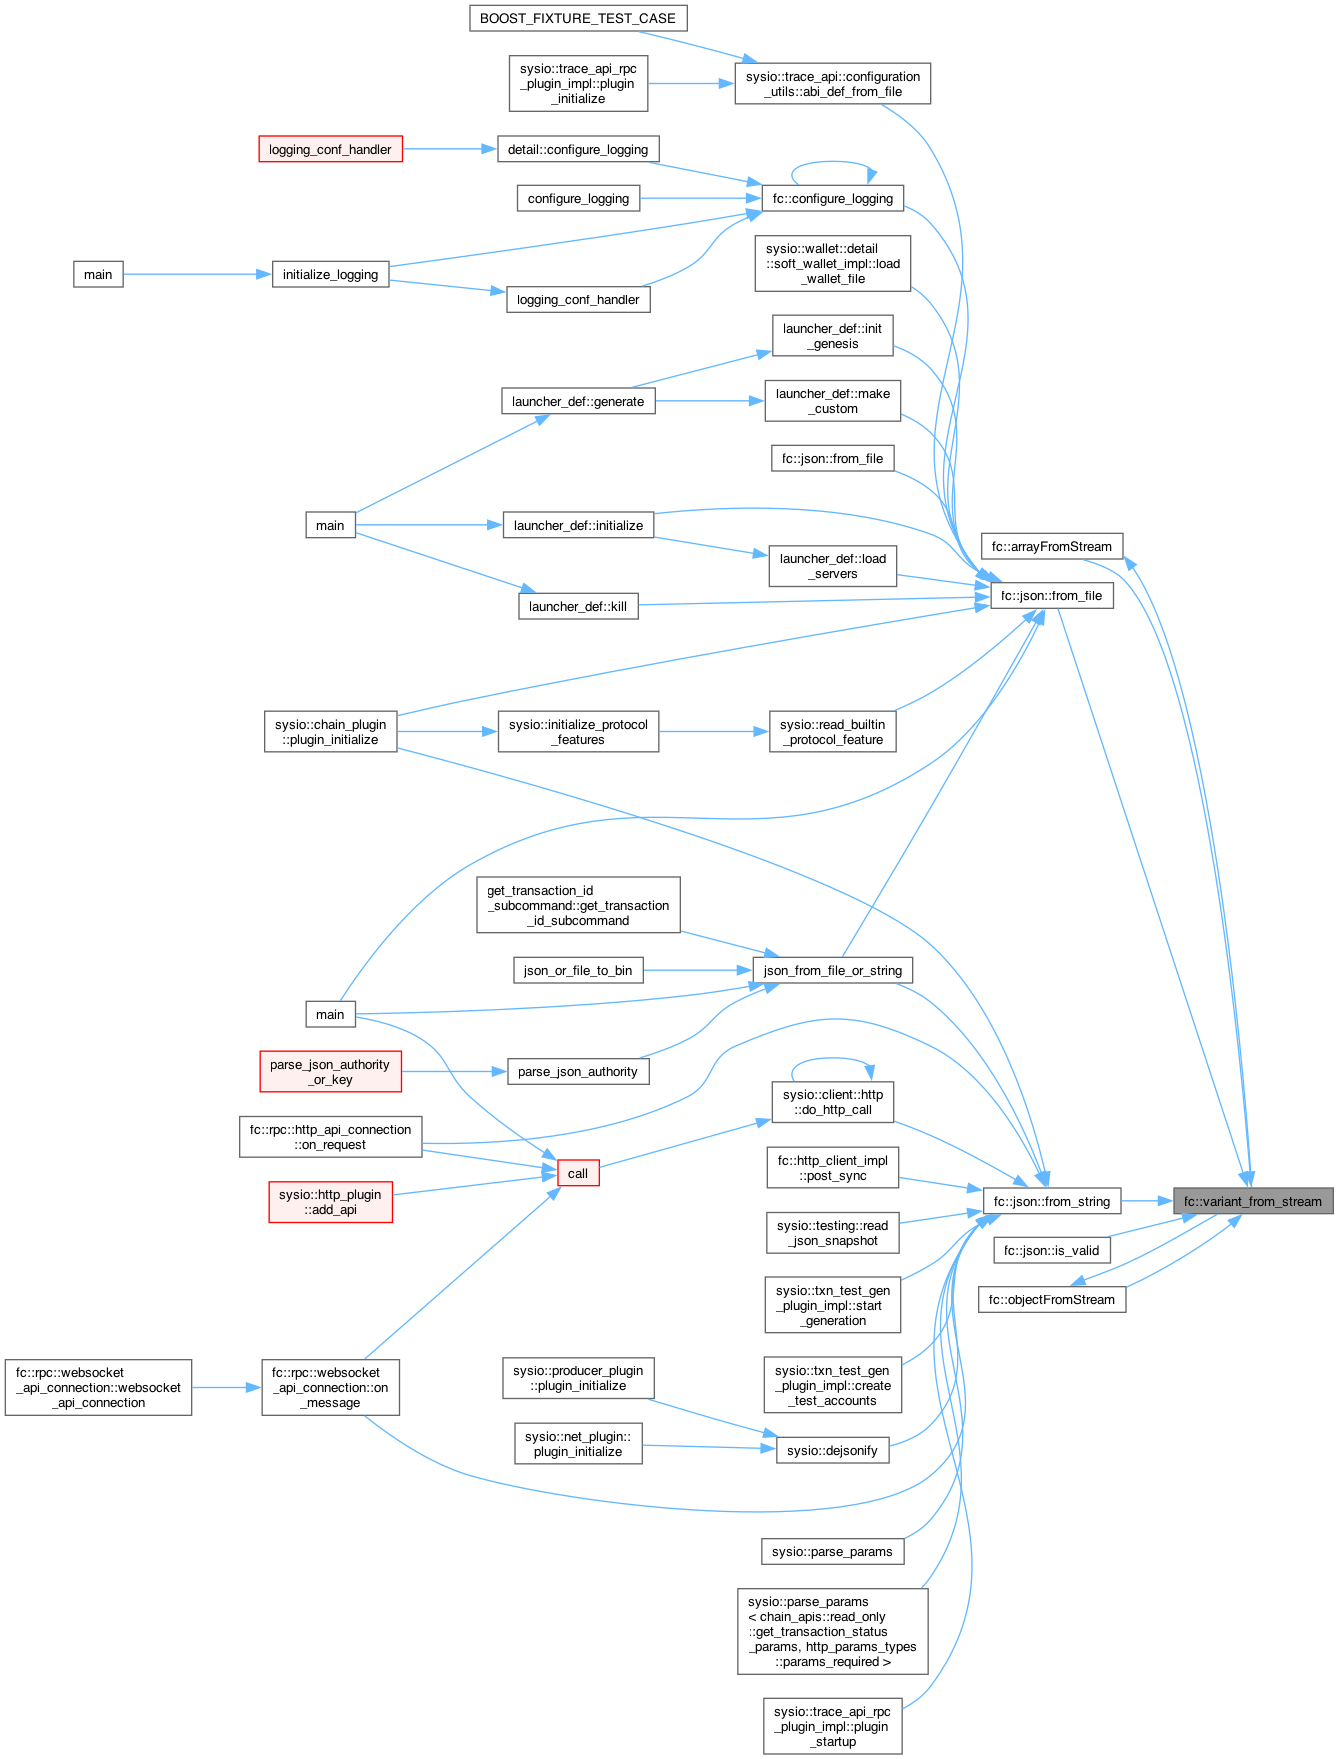 BOOST_FIXTURE_TEST_CASE
sysio::trace_api_rpc
_plugin_impl::plugin
_initialize
sysio::trace_api::configuration
_utils::abi_def_from_file
logging_conf_handler
detail::configure_logging
configure_logging
fc::configure_logging
sysio::wallet::detail
::soft_wallet_impl::load
_wallet_file
main
initialize_logging
logging_conf_handler
launcher_def::init
_genesis
launcher_def::generate
launcher_def::make
_custom
fc::json::from_file
main
launcher_def::initialize
launcher_def::load
_servers
fc::arrayFromStream
launcher_def::kill
fc::json::from_file
sysio::chain_plugin
::plugin_initialize
sysio::initialize_protocol
_features
sysio::read_builtin
_protocol_feature
get_transaction_id
_subcommand::get_transaction
_id_subcommand
json_or_file_to_bin
json_from_file_or_string
main
parse_json_authority
_or_key
parse_json_authority
sysio::client::http
::do_http_call
fc::rpc::http_api_connection
::on_request
call
fc::http_client_impl
::post_sync
sysio::http_plugin
::add_api
fc::json::from_string
fc::variant_from_stream
sysio::testing::read
_json_snapshot
fc::json::is_valid
sysio::txn_test_gen
_plugin_impl::start
_generation
fc::objectFromStream
fc::rpc::websocket
_api_connection::websocket
_api_connection
fc::rpc::websocket
_api_connection::on
_message
sysio::producer_plugin
::plugin_initialize
sysio::txn_test_gen
_plugin_impl::create
_test_accounts
sysio::net_plugin::
plugin_initialize
sysio::dejsonify
sysio::parse_params
sysio::parse_params
< chain_apis::read_only
::get_transaction_status
_params, http_params_types
::params_required >
sysio::trace_api_rpc
_plugin_impl::plugin
_startup